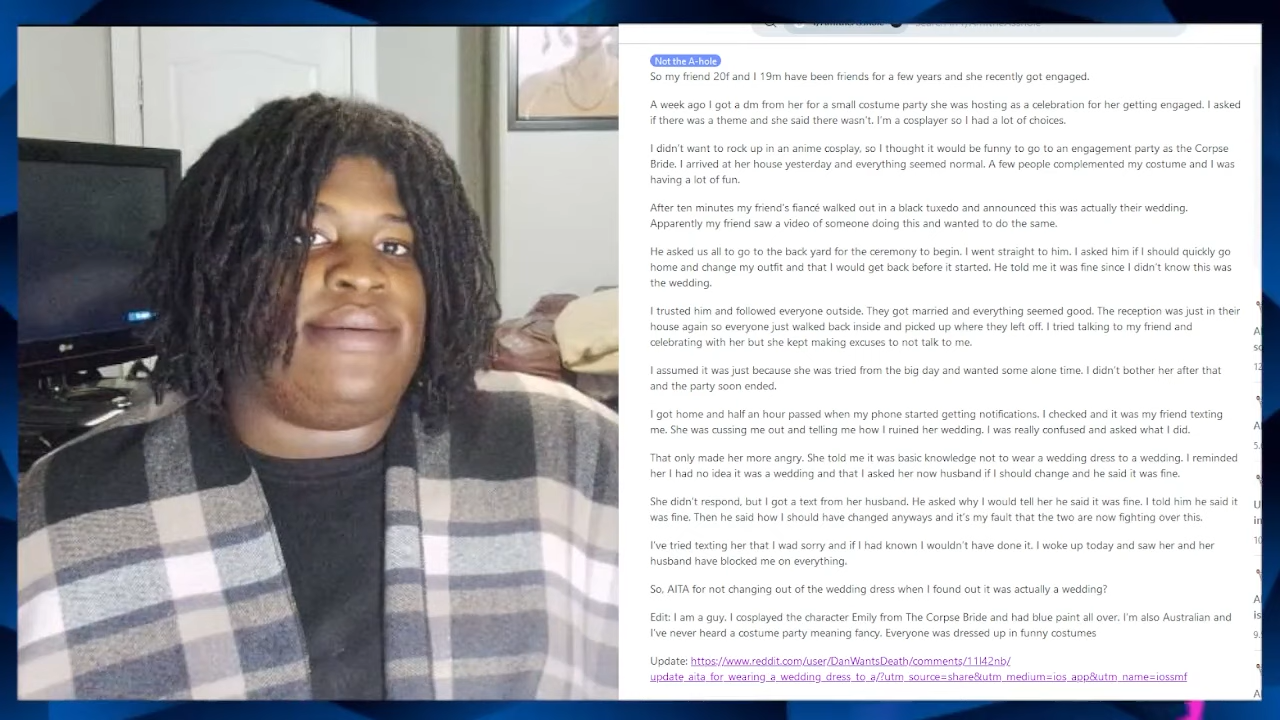 Not the A-hole
So my friend 20f and I 19m have been friends for a few years and she recently got engaged.
A week ago I got a dm from her for a small costume party she was hosting as a celebration for her getting engaged. I asked
if there was a theme and she said there wasn't. I'm a cosplayer so I had a lot of choices.
I didn't want to rock up in an anime cosplay, so I thought it would be funny to go to an engagement party as the Corpse
Bride. I arrived at her house yesterday and everything seemed normal. A few people complemented my costume and I was
having a lot of fun.
After ten minutes my friend's fiancé walked out in a black tuxedo and announced this was actually their wedding.
Apparently my friend saw a video of someone doing this and wanted to do the same.
He asked us all to go to the back yard for the ceremony to begin. I went straight to him. I asked him if I should quickly go
home and change my outfit and that I would get back before it started. He told me it was fine since I didn't know this was
the wedding.
I trusted him and followed everyone outside. They got married and everything seemed good. The reception was just in their
house again so everyone just walked back inside and picked up where they left off. I tried talking to my friend and
celebrating with her but she kept making excuses to not talk to me.
I assumed it was just because she was tried from the big day and wanted some alone time. I didn't bother her after that
and the party soon ended.
I got home and half an hour passed when my phone started getting notifications. I checked and it was my friend texting
me. She was cussing me out and telling me how I ruined her wedding. I was really confused and asked what I did.
That only made her more angry. She told me it was basic knowledge not to wear a wedding dress to a wedding. I reminded
her I had no idea it was a wedding and that I asked her now husband if I should change and he said it was fine.
She didn't respond, but I got a text from her husband. He asked why I would tell her he said it was fine. I told him he said it
was fine. Then he said how I should have changed anyways and it's my fault that the two are now fighting over this.
I've tried texting her that I wad sorry and if I had known I wouldn't have done it. I woke up today and saw her and her
husband have blocked me on everything.
So, AITA for not changing out of the wedding dress when I found out it was actually a wedding?
Edit: I am a guy. I cosplayed the character Emily from The Corpse Bride and had blue paint all over. I'm also Australian and
I've never heard a costume party meaning fancy. Everyone was dressed up in funny costumes
Update: https://www.reddit.com/user/DanWantsDeath/comments/11l42nb/
update_aita_for_wearing_a_wedding_dress_to_a/?utm_source=share&utm_medium=ios_app&utm_name=iossmf
LG